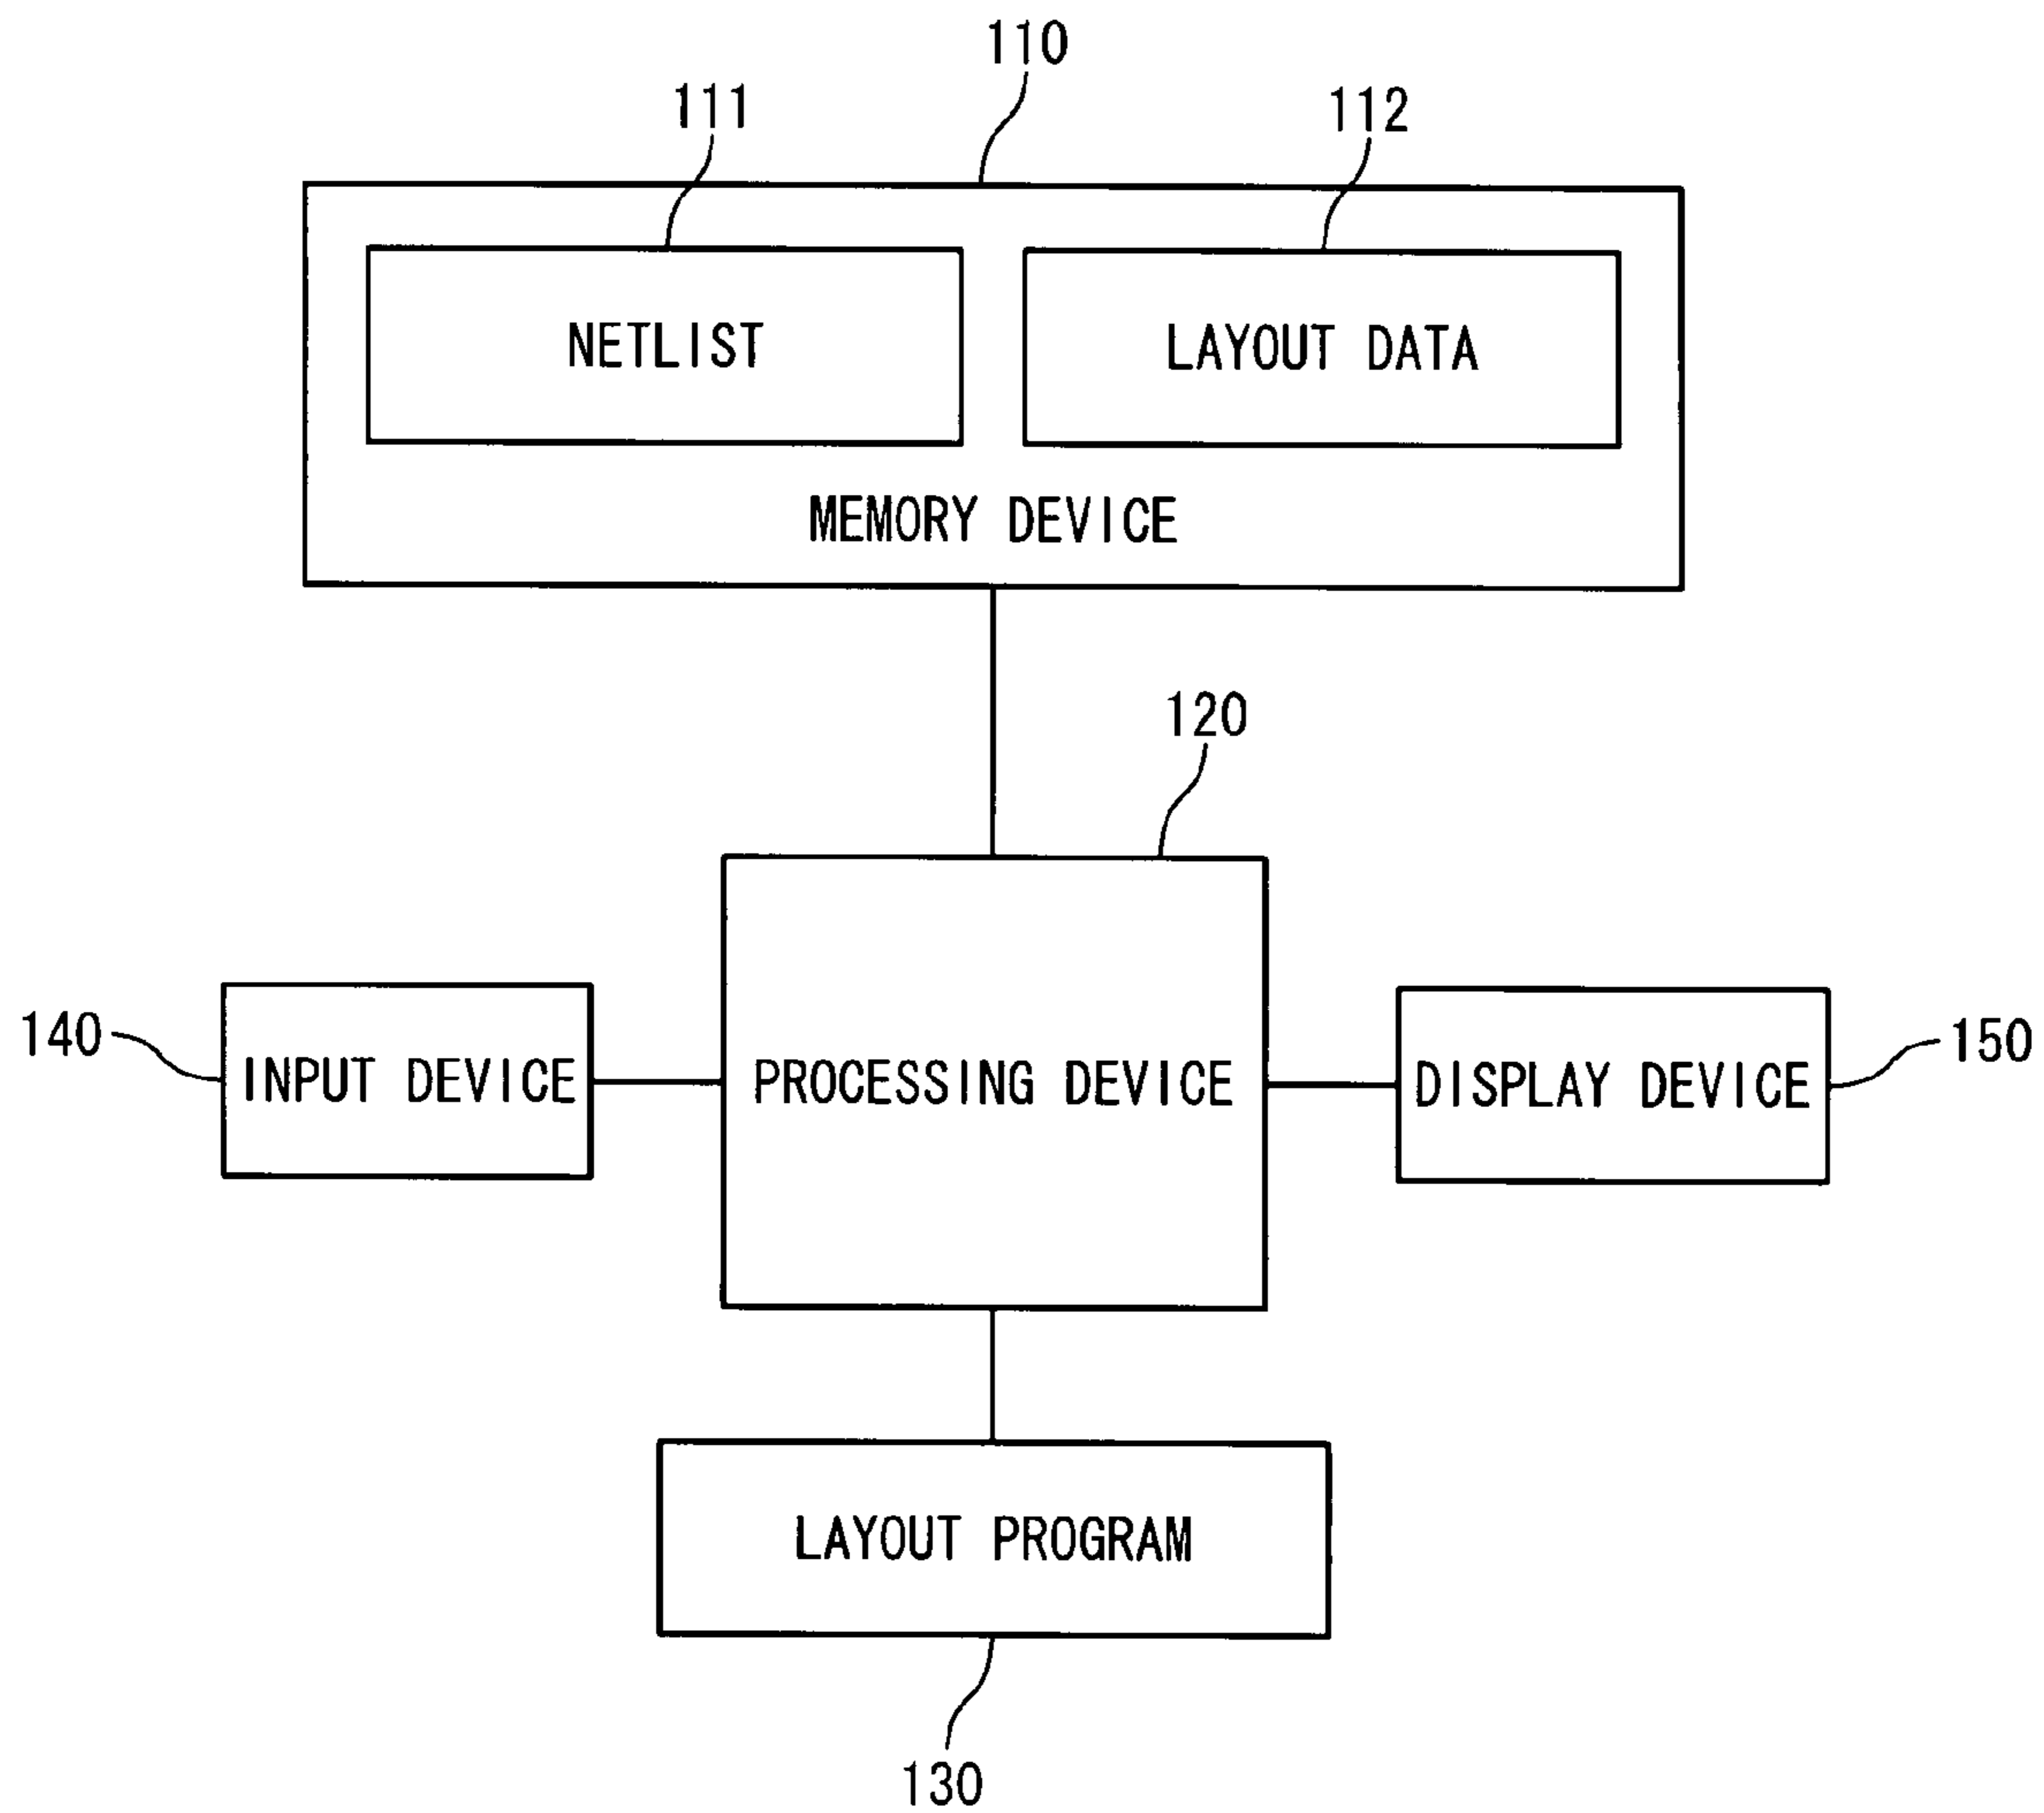 110
111
112
NETLIST
LAYOUT DATA
MEMORY DEVICE
120
140
INPUT DEVICE
PROCESSING DEVICE
DISPLAY DEVICE
150
LAYOUT PROGRAM
130